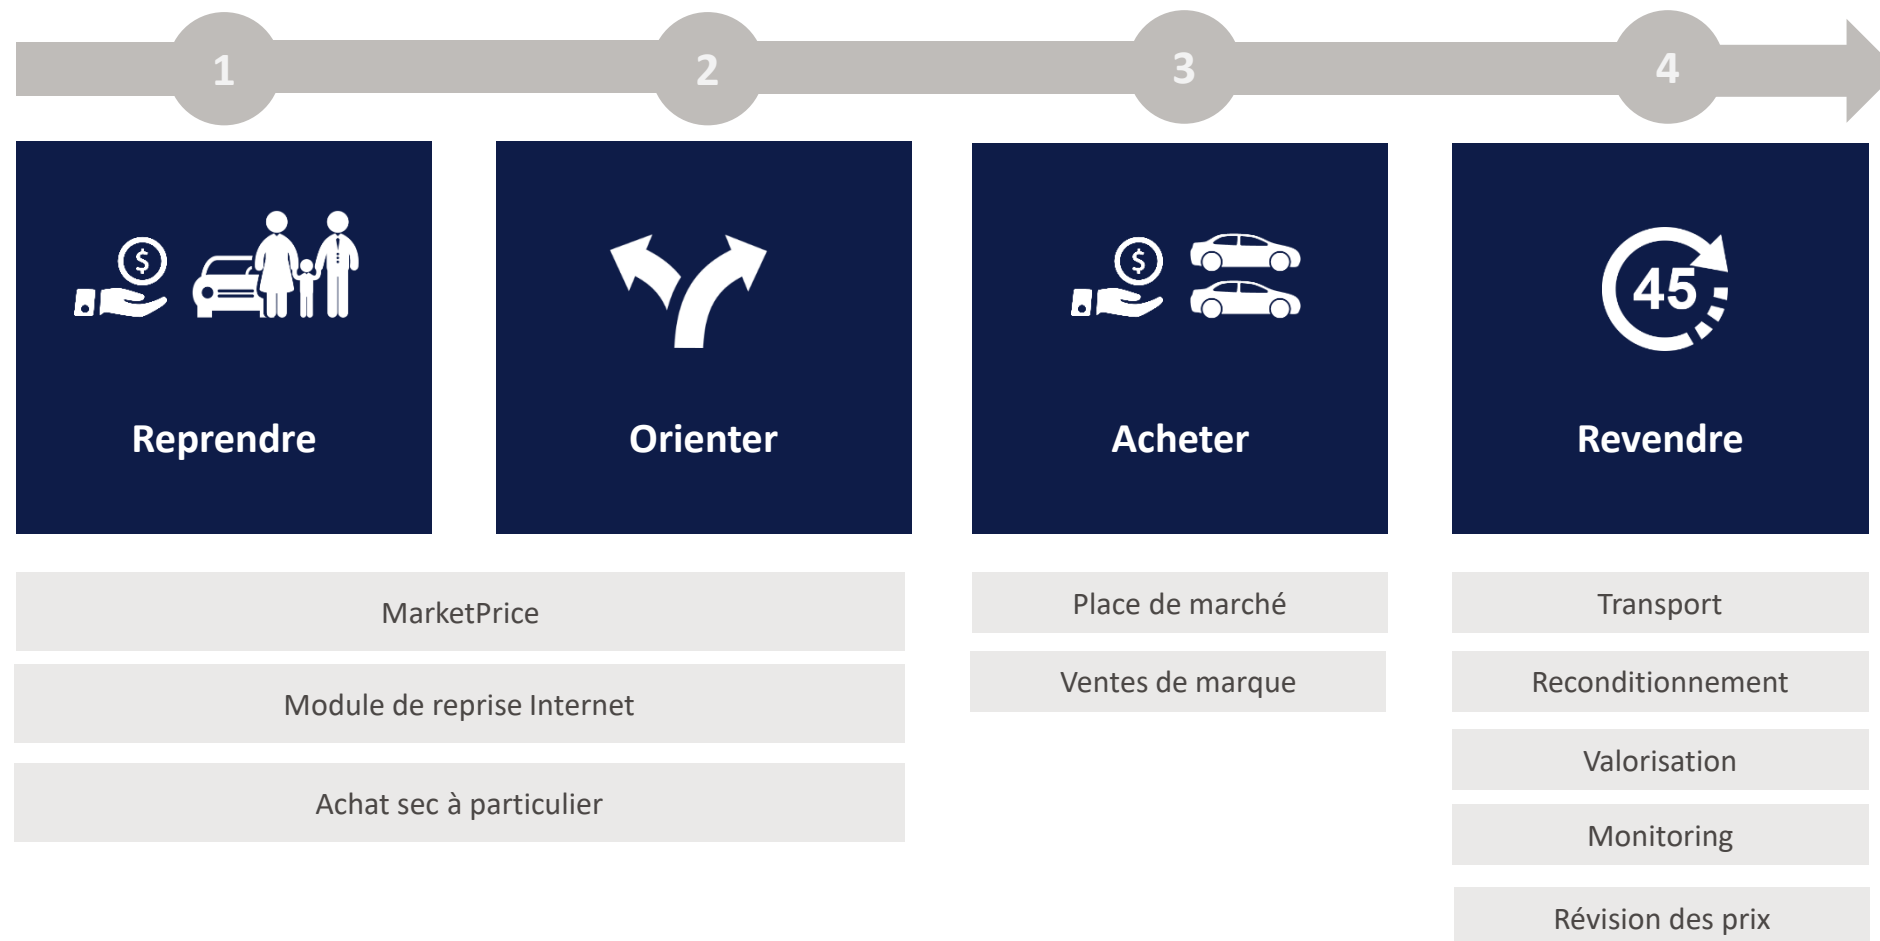 1
2
3
4
$
$
45
Reprendre
Orienter
Acheter
Revendre
MarketPrice
Module de reprise Internet
Achat sec à particulier
Place de marché
Ventes de marque
Transport
Reconditionnement
Valorisation
Monitoring
Révision des prix